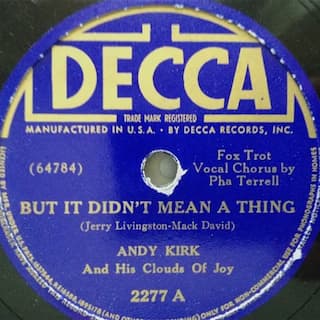 DECCA
TRADE MARK REGISTERED
MANUFACTURED IN U.S.A. • BY DECCA RECORDS, INC.
(64784)
Fox Trot
Vocal Chorus by
Pha Terrell
BUT IT DIDN'T MEAN A THING
(Jerry Livingston-Mack David)
ANDY KIRK
And His Clouds Of Joy
2277 A